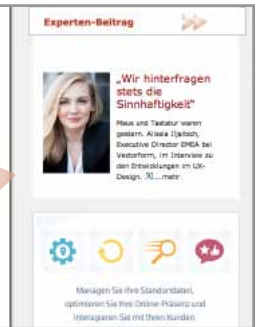 Experten-Beitrag
„Wir hinterfragen
stets die
Sinnhaftigkeit"
Maus und Tastatur waren
gestern.
Executive Director EMEA bei
Vectorform, im Interview zu
den Entwicklungen im UX-
Design. ...mehr
Managen Sie Ihre Standortdaten,
optimieren Sie Ihre Online-Präsenz und
interagieren Sie mit Ihren Kunden.